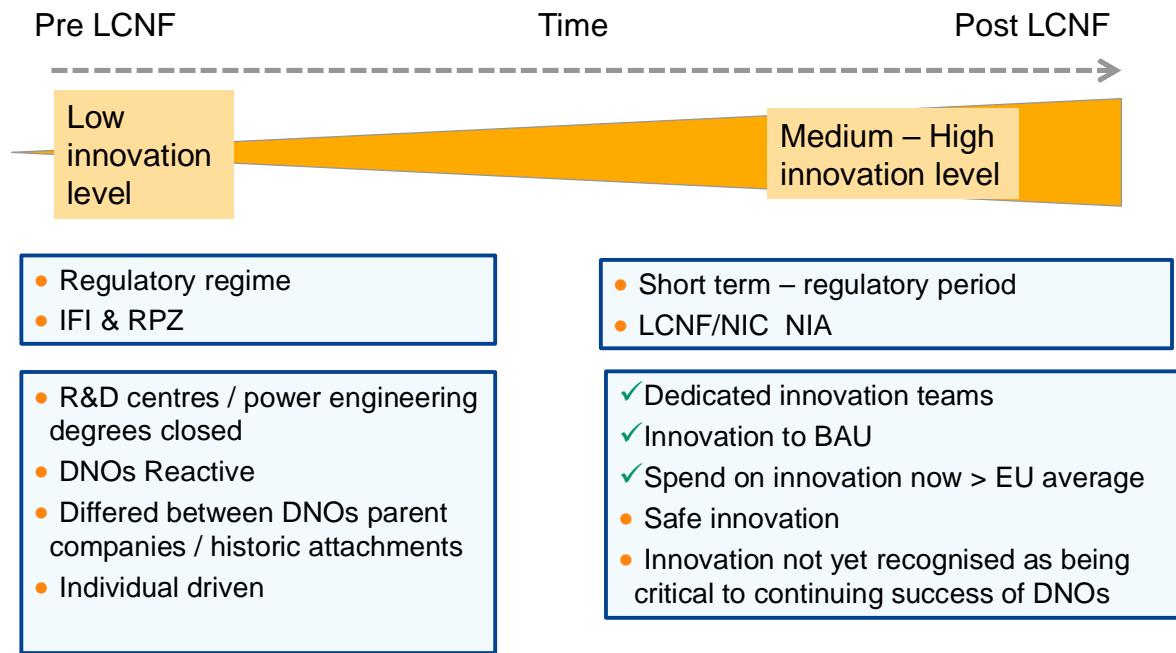 Pre LCNF
Time
Post LCNF
Low
innovation
level
Medium – High
innovation level
• Regulatory regime
• IFI & RPZ
• Short term – regulatory period
• LCNF/NIC  NIA
• R&D centres / power engineering
degrees closed
• DNOs Reactive
• Differed between DNOs parent
companies / historic attachments
• Individual driven
✓Dedicated innovation teams
✓Innovation to BAU
✓Spend on innovation now > EU average
• Safe innovation
• Innovation not yet recognised as being
critical to continuing success of DNOs